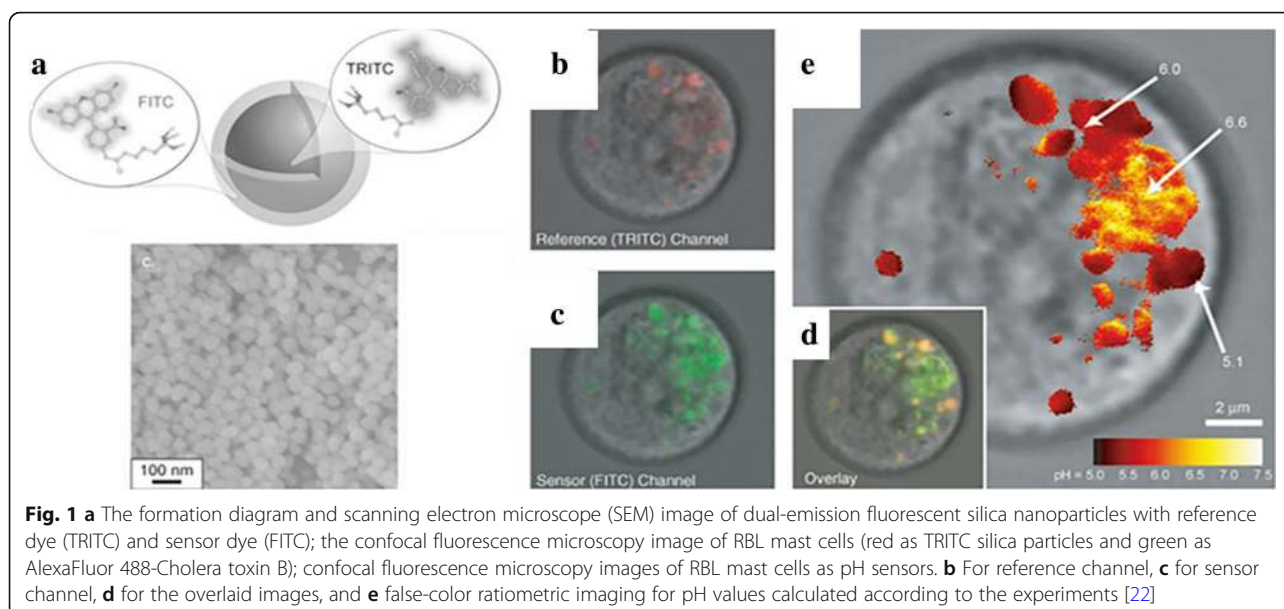 a
FITC
TRITC
c.
100 nm
b
Reference (TRITC) Channel
c
Sensor (FITC) Channel
d
Overlay
e
6.0
6.6
5.1
2 μm
pH = 5.0 5.5 6.0 6.5 7.0 7.5
Fig. 1 a The formation diagram and scanning electron microscope (SEM) image of dual-emission fluorescent silica nanoparticles with reference
dye (TRITC) and sensor dye (FITC); the confocal fluorescence microscopy image of RBL mast cells (red as TRITC silica particles and green as
AlexaFluor 488-Cholera toxin B); confocal fluorescence microscopy images of RBL mast cells as pH sensors. b For reference channel, c for sensor
channel, d for the overlaid images, and e false-color ratiometric imaging for pH values calculated according to the experiments [22]